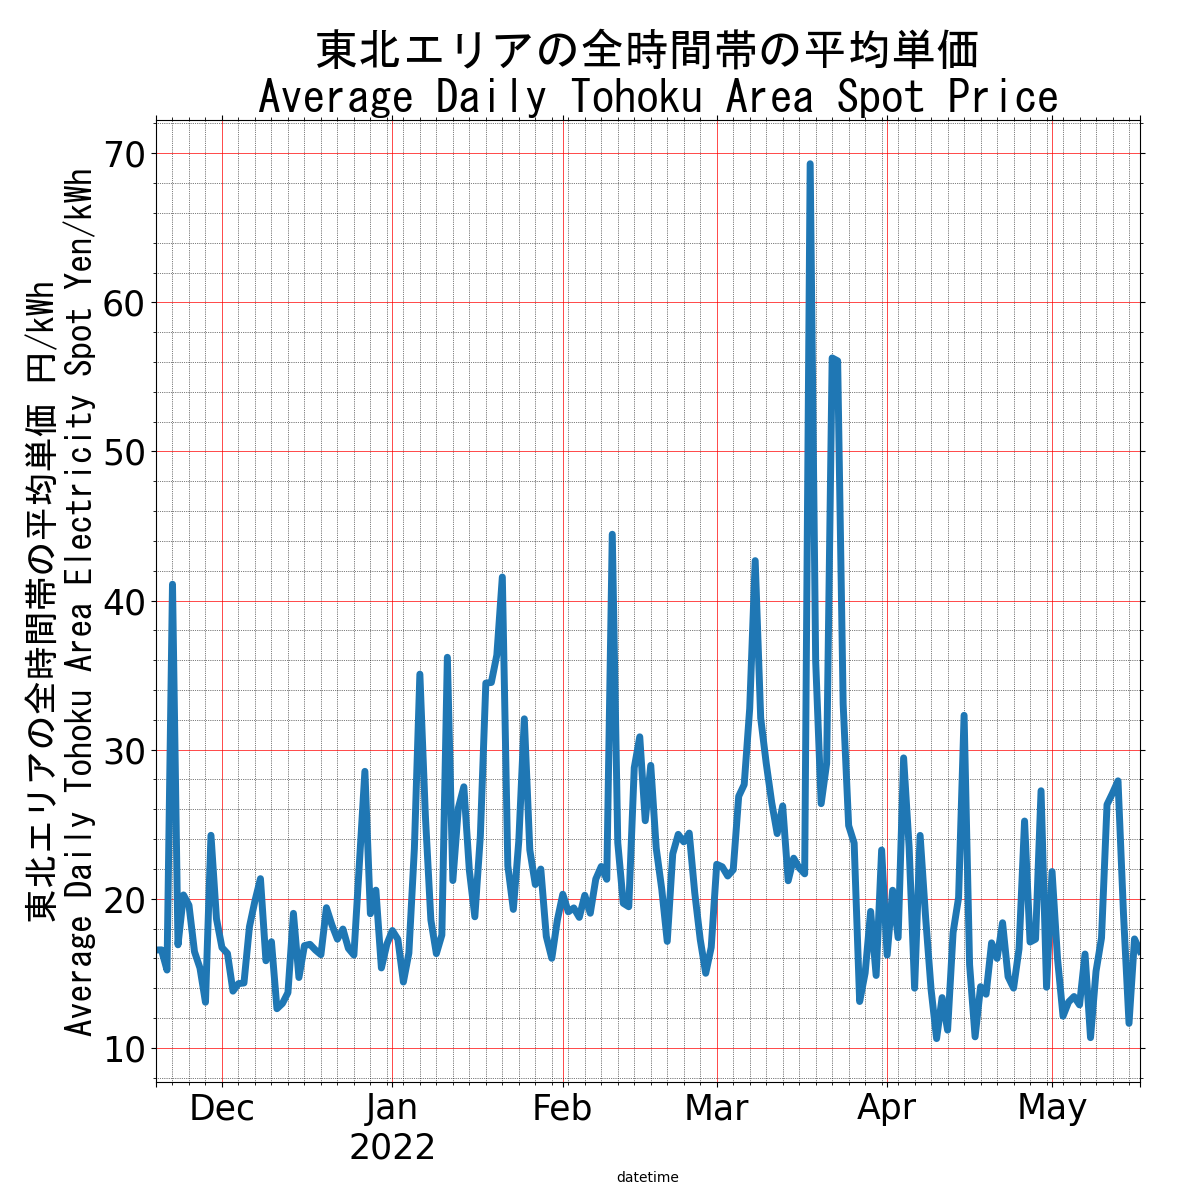 東北エリアの全時間帯の平均単価
Average Daily Tohoku Area Spot Price
東北エリアの全時間帯の平均単価 円/kWh
Average Daily Tohoku Area Electricity Spot Yen/kWh
70
60
50
40
30
20
10
Dec
Jan
2022
Feb
Mar
Apr
May
datetime